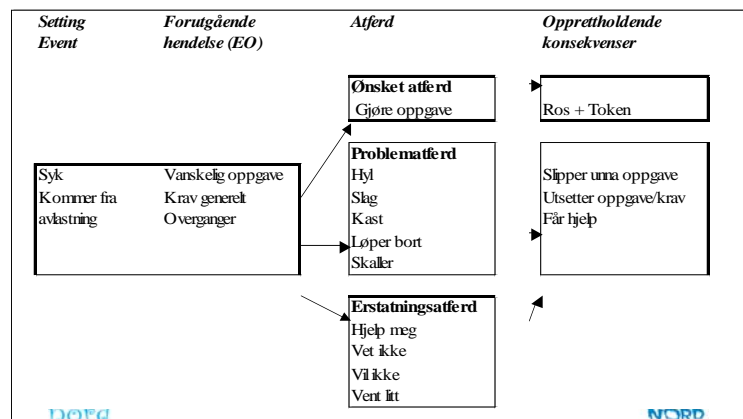 Setting Event
Forutgående hendelse (EO)
Atferd
Opprettholdende konsekvenser
Ønsket atferd
Gjøre oppgave
Ros + Token
Syk
Kommer fra
avlastning
Vanskelig oppgave
Krav generelt
Overganger
Problematferd
Hyl
Slag
Kast
Løper bort
Skaller
Slipper unna oppgave
Utsetter oppgave/krav
Får hjelp
Erstatningsatferd
Hjelp meg
Vet ikke
Vil ikke
Vent litt